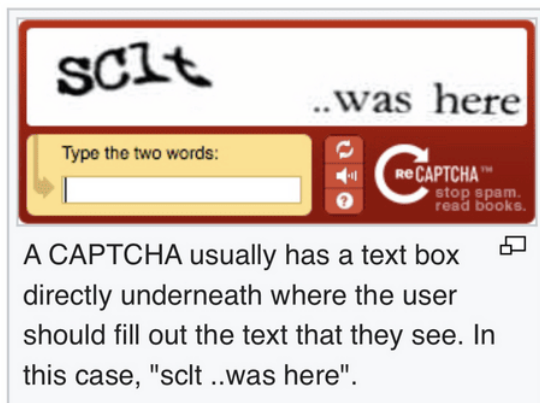 sclt
..was here
Type the two words:
ReCAPTCHA™
stop spam.
read books.
A CAPTCHA usually has a text box
directly underneath where the user
should fill out the text that they see. In
this case, "sclt ..was here".